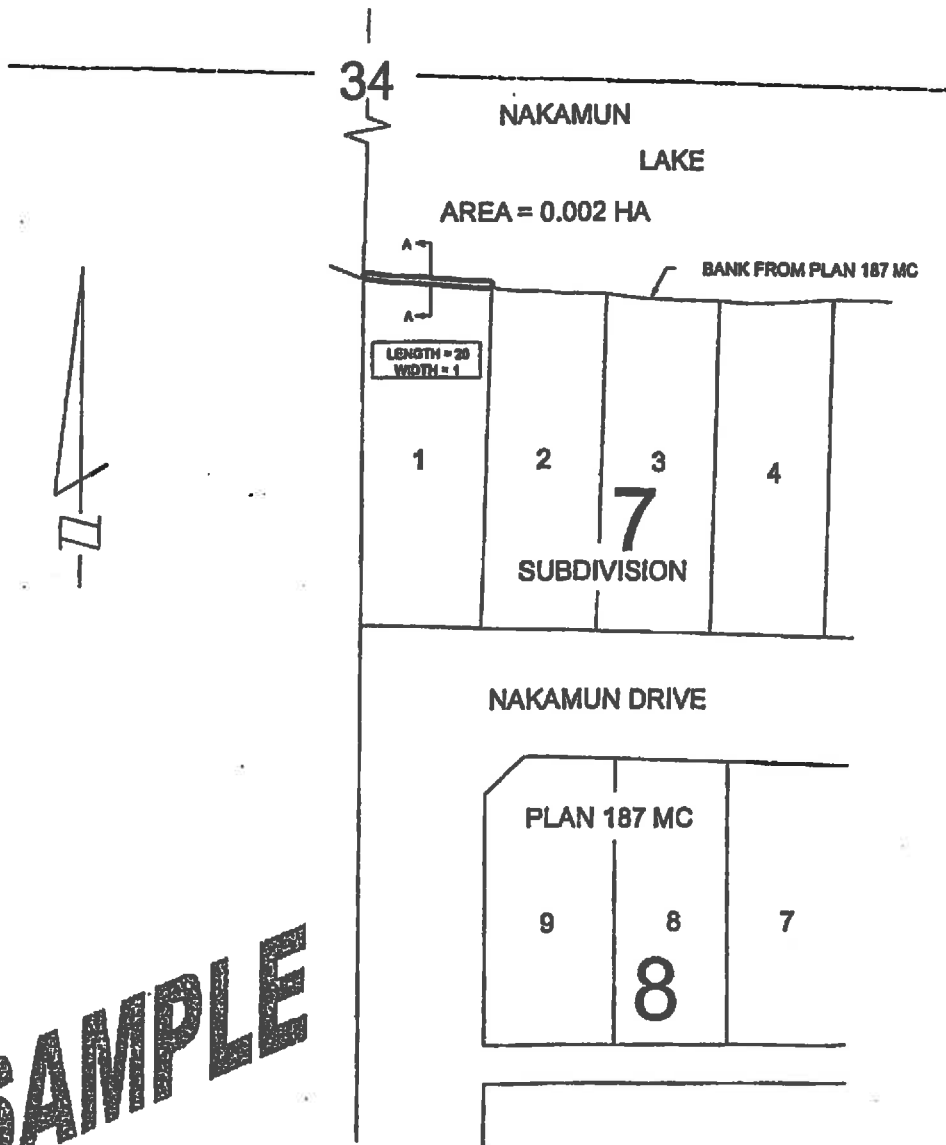 34
NAKAMUN
LAKE
AREA = 0.002 HA
A
BANK FROM PLAN 187 MC
A
LENGTH = 20
WIDTH = 1
1
2
3
4
7
SUBDIVISION
N
NAKAMUN DRIVE
PLAN 187 MC
9
8
7
8
SAMPLE